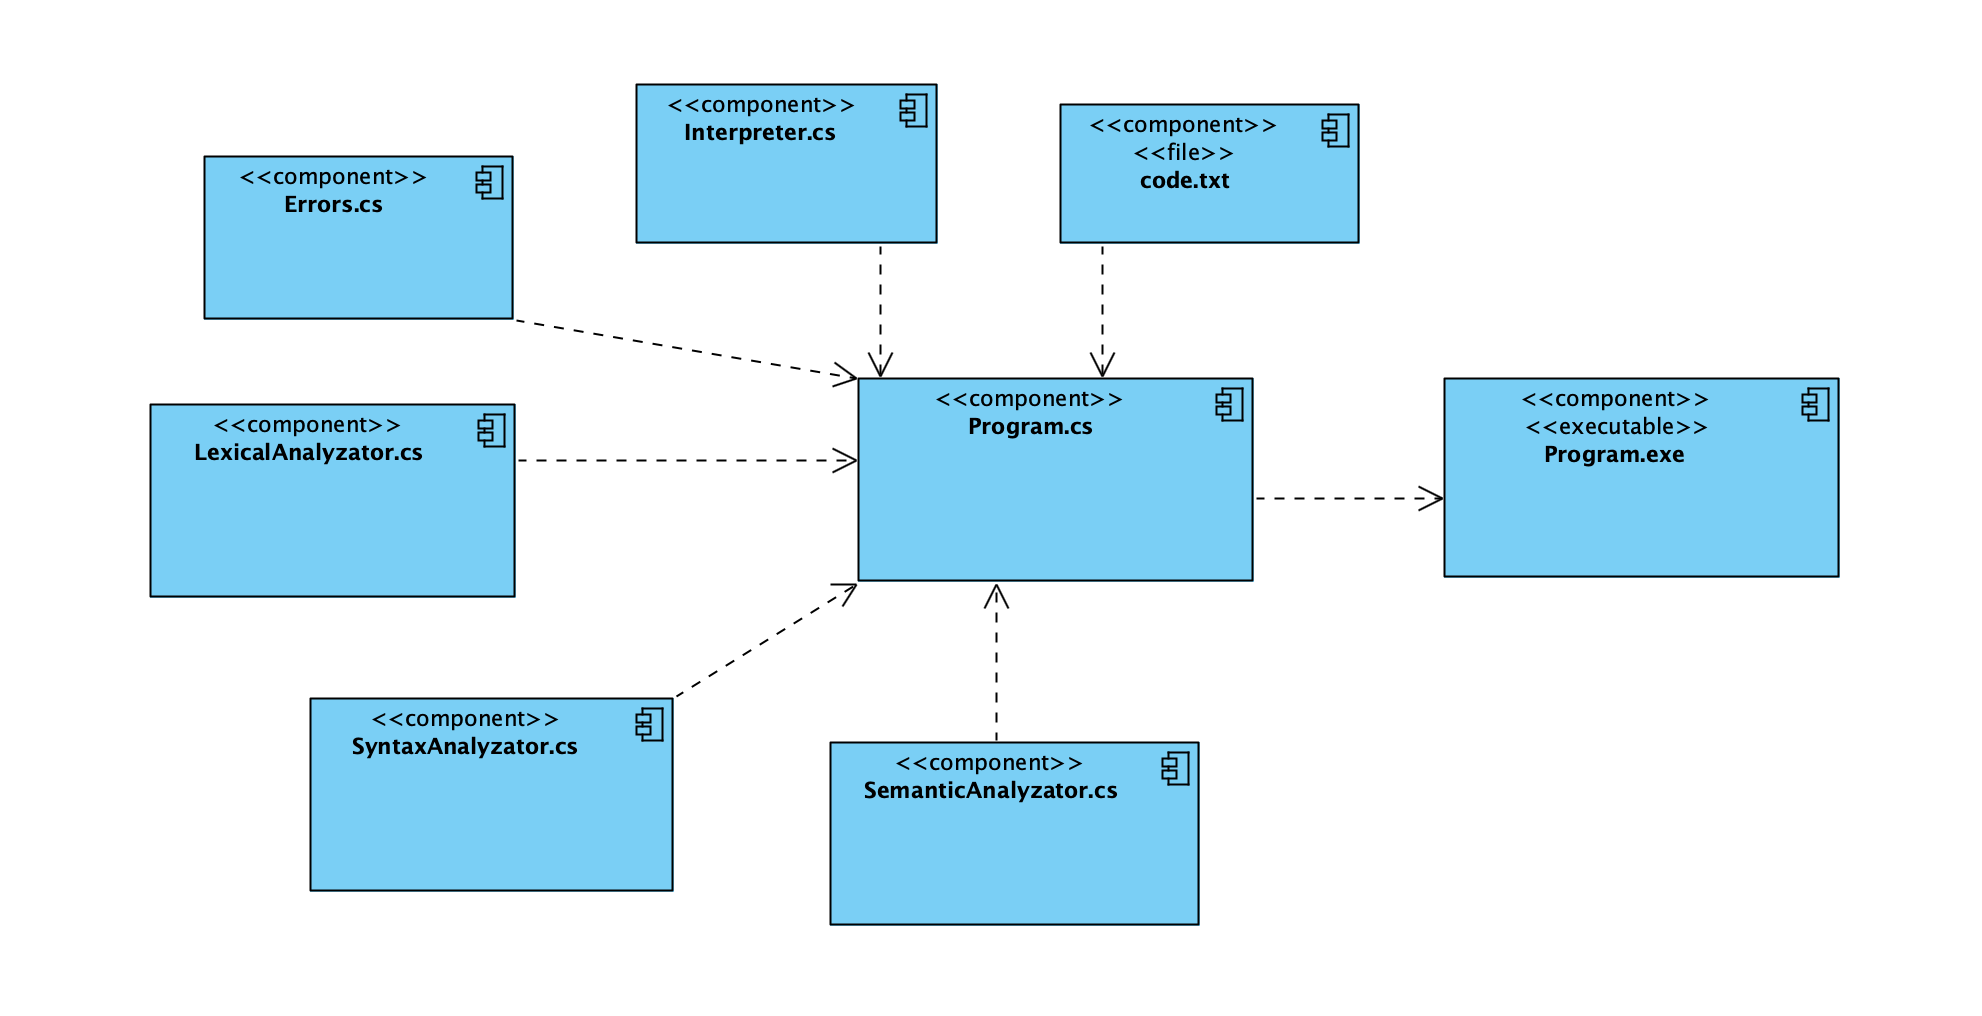 <<component>>
Interpreter.cs
<<component>>
<<file>>
code.txt
<<component>>
Errors.cs
<<component>>
Program.cs
<<component>>
<<executable>>
Program.exe
<<component>>
LexicalAnalyzator.cs
<<component>>
SyntaxAnalyzator.cs
<<component>>
SemanticAnalyzator.cs